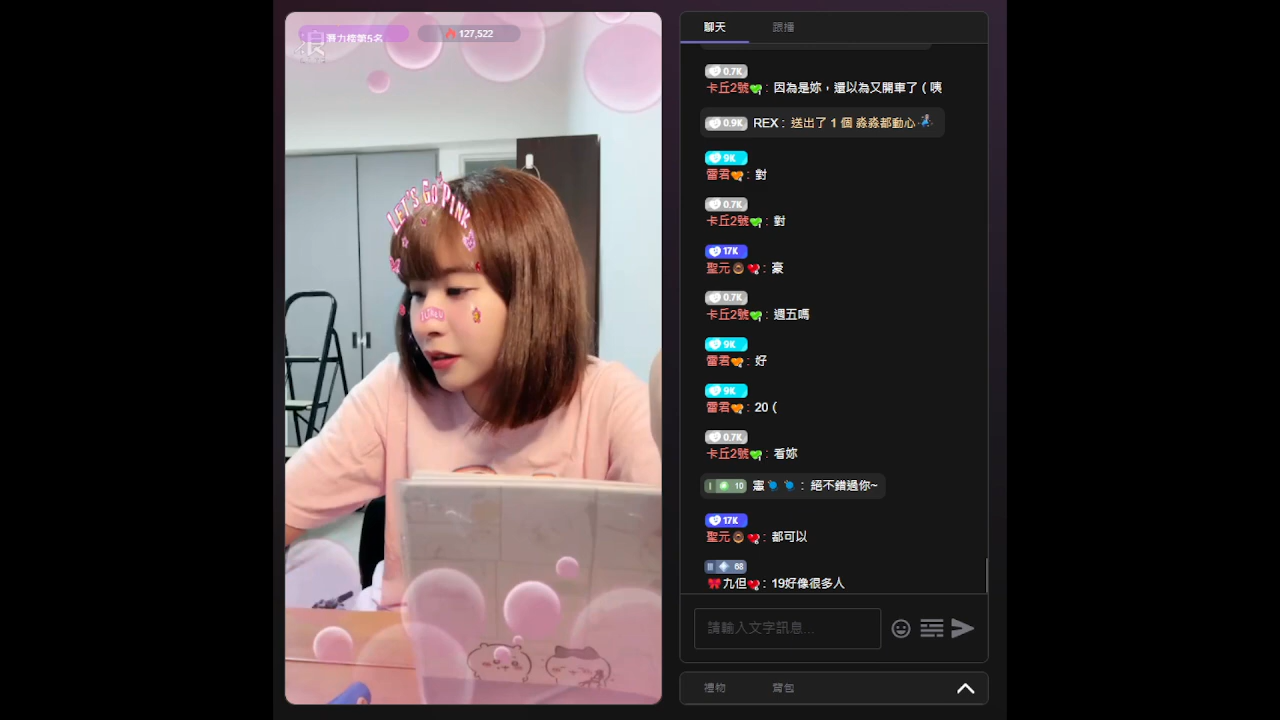 浪
潛力榜第5名
127,522
LET'S GO PINK
聊天
跟播
0.7K
卡丘2號: 因為是妳，還以為又開車了 ( 咦
0.9K REX: 送出了 1 個 淼淼都動心
9K
雷君: 對
0.7K
卡丘2號: 對
17K
聖元: 豪
0.7K
卡丘2號: 週五嗎
9K
雷君: 好
9K
雷君: 20 (
0.7K
卡丘2號: 看妳
I 10 憲: 絕不錯過你~
17K
聖元: 都可以
III 68
九但: 19好像很多人
請輸入文字訊息...
禮物
背包